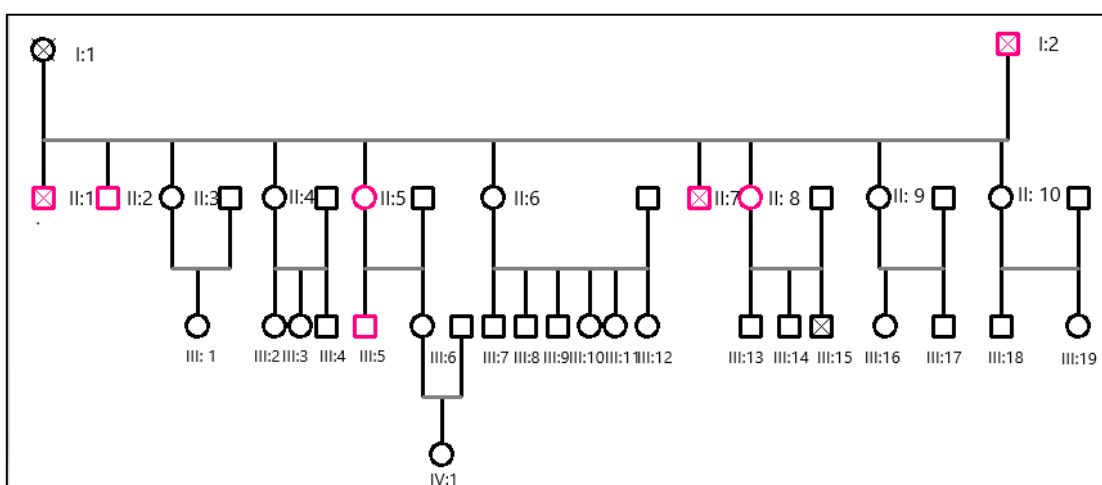 I:1
I:2
II:1
II:2
II:3
II:4
II:5
II:6
II:7
II: 8
II: 9
II: 10
III: 1
III:2
III:3
III:4
III:5
III:6
III:7
III:8
III:9
III:10
III:11
III:12
III:13
III:14
III:15
III:16
III:17
III:18
III:19
IV:1